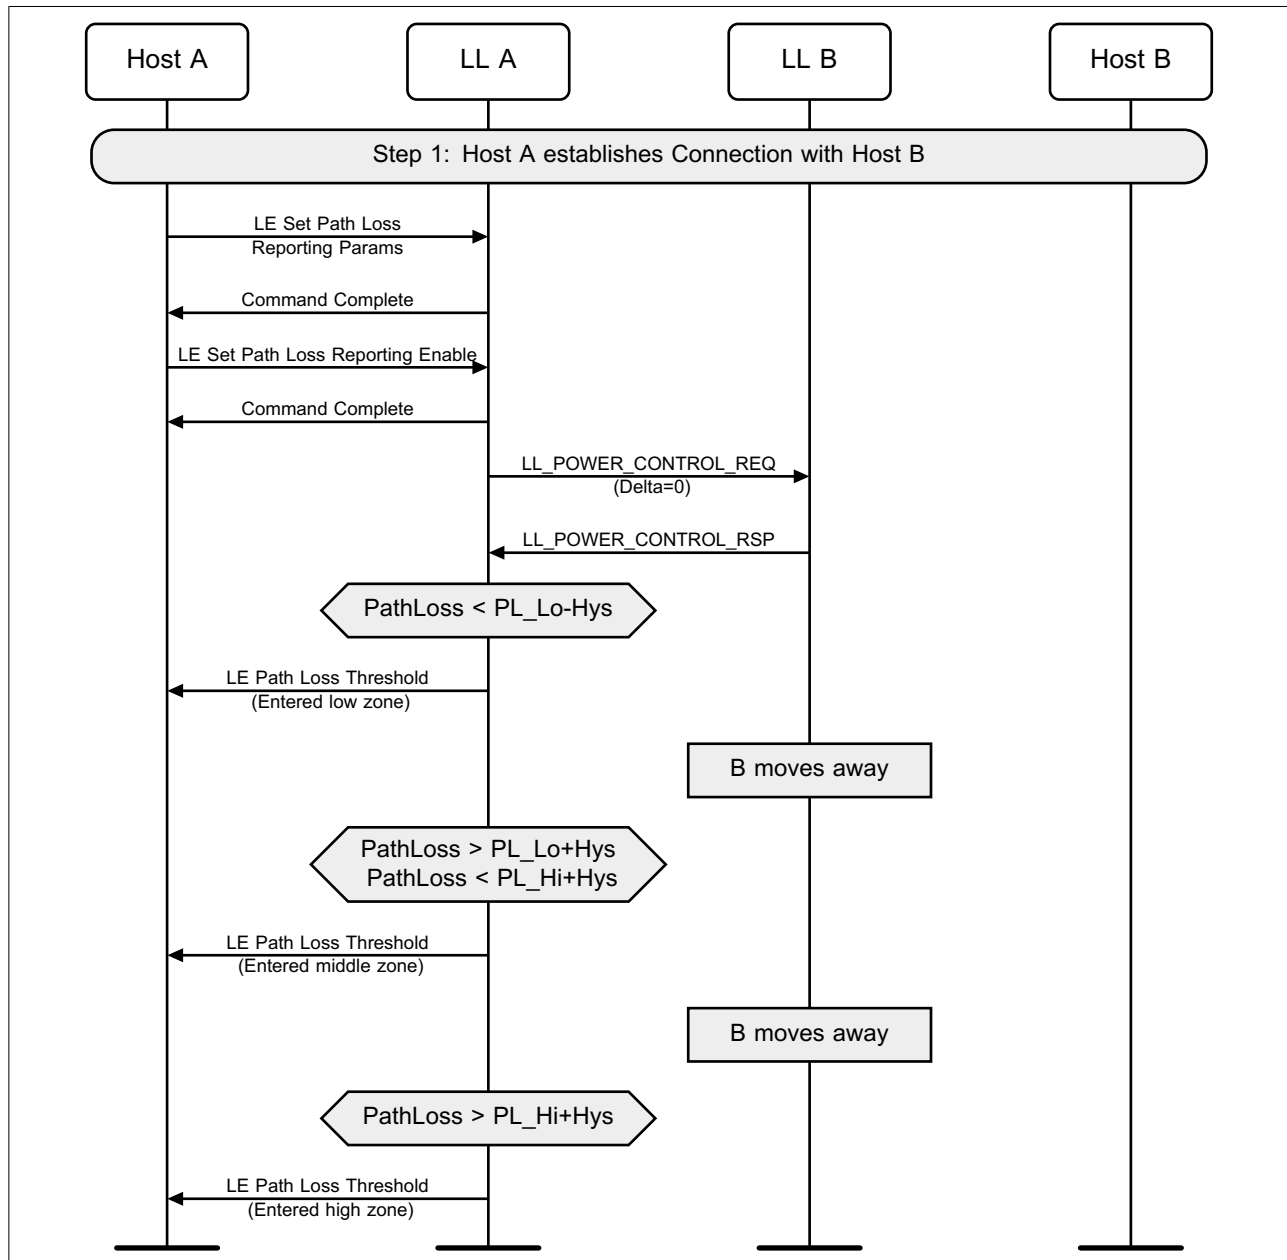 Host A
LL A
LL B
Host B
Step 1: Host A establishes Connection with Host B
LE Set Path Loss
Reporting Params
Command Complete
LE Set Path Loss Reporting Enable
Command Complete
LL_POWER_CONTROL_REQ
(Delta=0)
LL_POWER_CONTROL_RSP
PathLoss < PL_Lo-Hys
LE Path Loss Threshold
(Entered low zone)
B moves away
PathLoss > PL_Lo+Hys
PathLoss < PL_Hi+Hys
LE Path Loss Threshold
(Entered middle zone)
B moves away
PathLoss > PL_Hi+Hys
LE Path Loss Threshold
(Entered high zone)